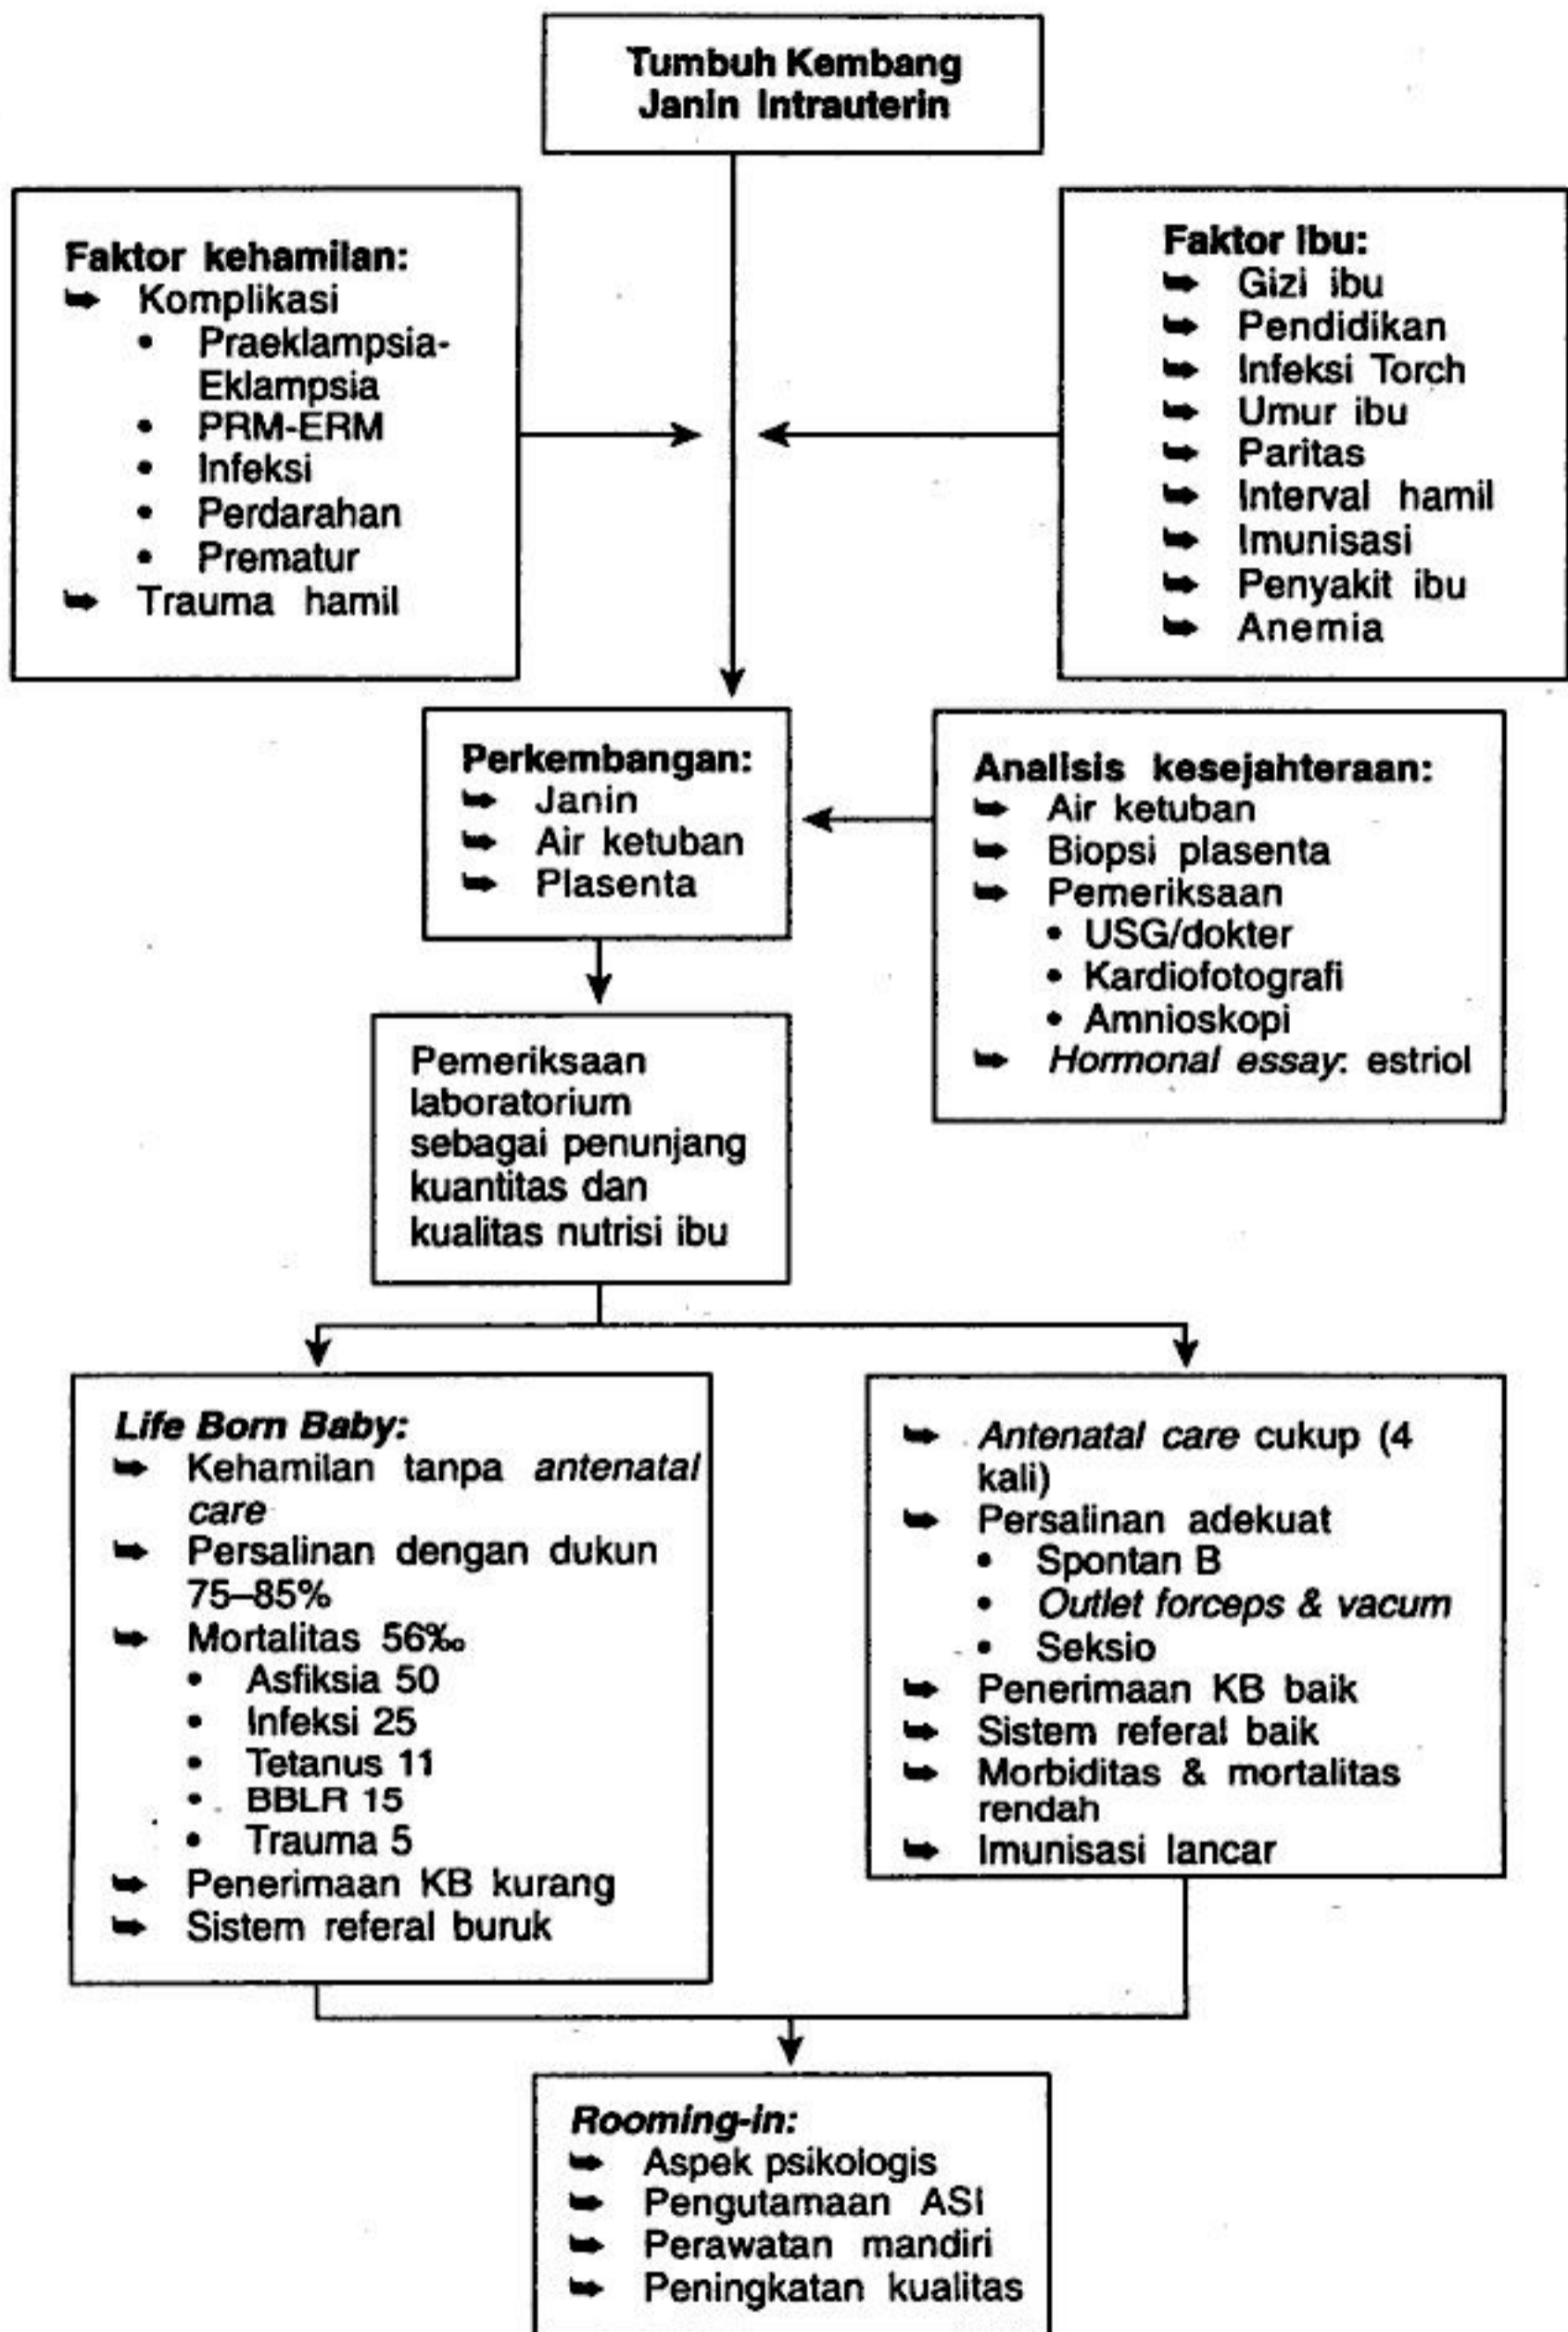 Tumbuh Kembang
Janin Intrauterin
Faktor kehamilan:
➥ Komplikasi
• Praeklampsia-
Eklampsia
• PRM-ERM
• Infeksi
• Perdarahan
• Prematur
➥ Trauma hamil
Faktor Ibu:
➥ Gizi ibu
➥ Pendidikan
➥ Infeksi Torch
➥ Umur ibu
➥ Paritas
➥ Interval hamil
➥ Imunisasi
➥ Penyakit ibu
➥ Anemia
Perkembangan:
➥ Janin
➥ Air ketuban
➥ Plasenta
Analisis kesejahteraan:
➥ Air ketuban
➥ Biopsi plasenta
➥ Pemeriksaan
• USG/dokter
• Kardiofotografi
• Amnioskopi
➥ Hormonal essay: estriol
Pemeriksaan
laboratorium
sebagai penunjang
kuantitas dan
kualitas nutrisi ibu
Life Born Baby:
➥ Kehamilan tanpa antenatal
care
➥ Persalinan dengan dukun
75–85%
➥ Mortalitas 56‰
• Asfiksia 50
• Infeksi 25
• Tetanus 11
• BBLR 15
• Trauma 5
➥ Penerimaan KB kurang
➥ Sistem referal buruk
➥ Antenatal care cukup (4
kali)
➥ Persalinan adekuat
• Spontan B
• Outlet forceps & vacum
• Seksio
➥ Penerimaan KB baik
➥ Sistem referal baik
➥ Morbiditas & mortalitas
rendah
➥ Imunisasi lancar
Rooming-in:
➥ Aspek psikologis
➥ Pengutamaan ASI
➥ Perawatan mandiri
➥ Peningkatan kualitas